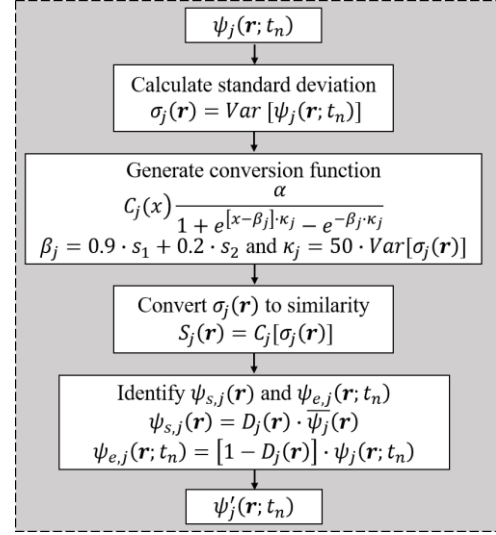 ψ_j(r; t_n)
Calculate standard deviation
σ_j(r) = Var [ψ_j(r; t_n)]
Generate conversion function
C_j(x) α / (1 + e^{[x−β_j]·κ_j} − e^{−β_j·κ_j})
β_j = 0.9 · s_1 + 0.2 · s_2 and κ_j = 50 · Var[σ_j(r)]
Convert σ_j(r) to similarity
S_j(r) = C_j[σ_j(r)]
Identify ψ_{s,j}(r) and ψ_{e,j}(r; t_n)
ψ_{s,j}(r) = D_j(r) · \overline{ψ_j}(r)
ψ_{e,j}(r; t_n) = [1 − D_j(r)] · ψ_j(r; t_n)
ψ′_j(r; t_n)